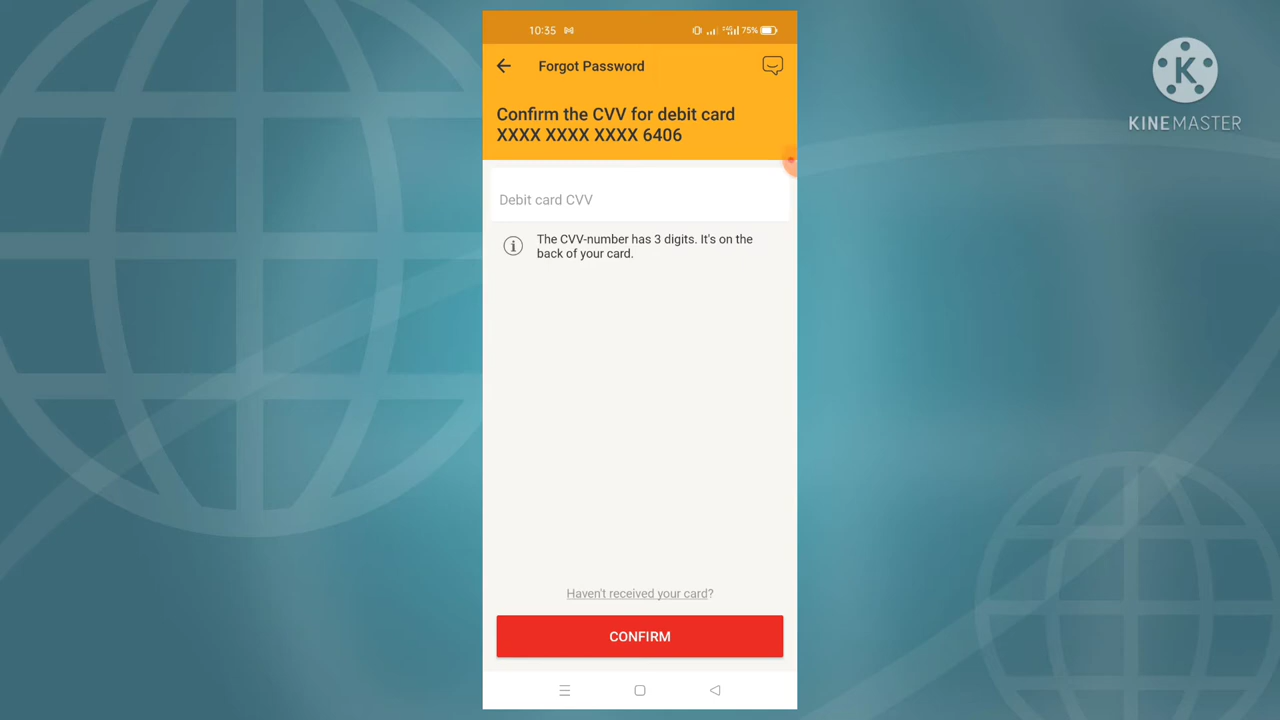 10:35
75%
Forgot Password
Confirm the CVV for debit card
XXXX XXXX XXXX 6406
Debit card CVV
The CVV-number has 3 digits. It's on the
back of your card.
Haven't received your card?
CONFIRM
K
KINEMASTER